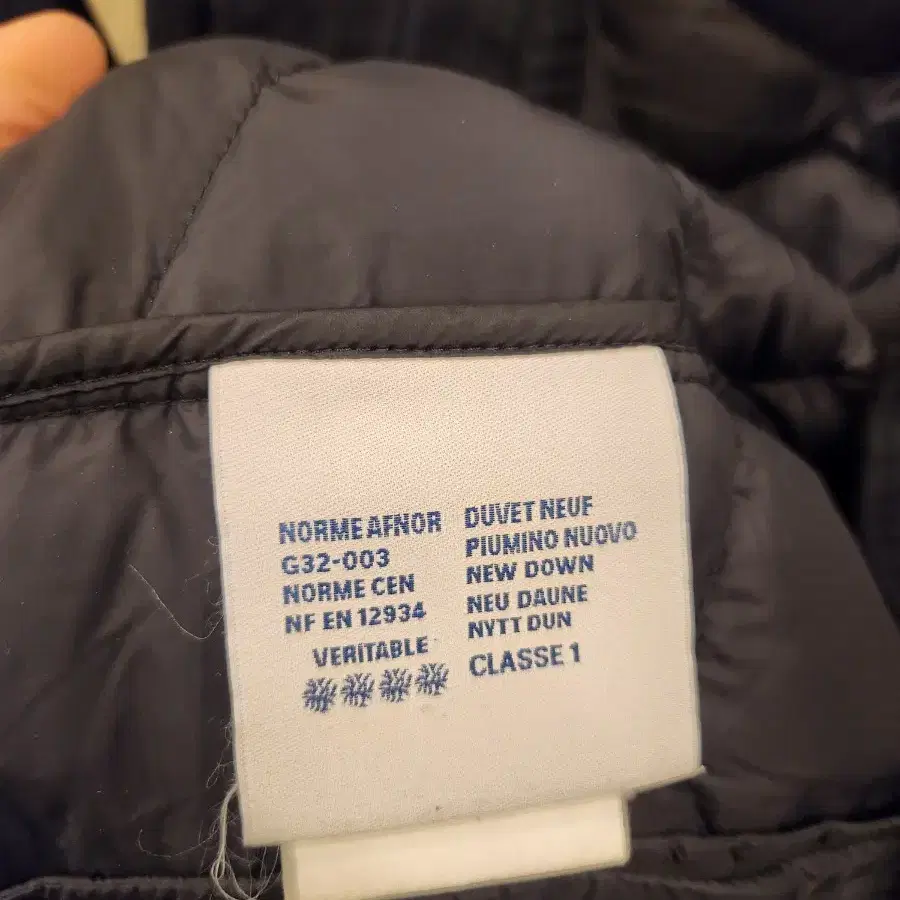 NORME AFNOR
G32-003
NORME CEN
NF EN 12934
VERITABLE
DUVET NEUF
PIUMINO NUOVO
NEW DOWN
NEU DAUNE
NYTT DUN
CLASSE 1